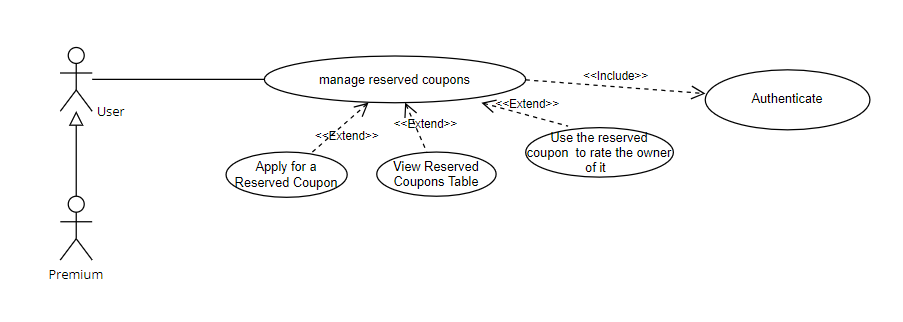 manage reserved coupons
<<Include>>
Authenticate
User
<<Extend>>
<<Extend>>
<<Extend>>
Apply for a
Reserved Coupon
View Reserved
Coupons Table
Use the reserved
coupon to rate the owner
of it
Premium